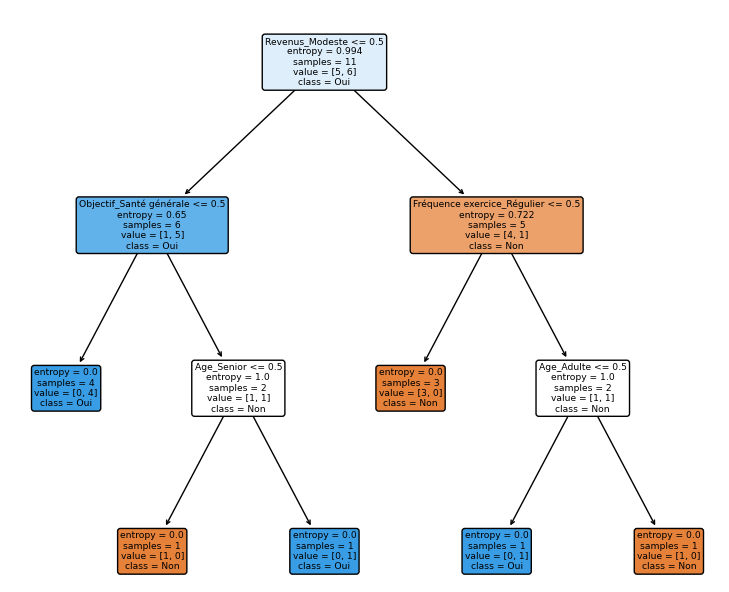 Revenus_Modeste <= 0.5
entropy = 0.994
samples = 11
value = [5, 6]
class = Oui
Objectif_Santé générale <= 0.5
entropy = 0.65
samples = 6
value = [1, 5]
class = Oui
Fréquence exercice_Régulier <= 0.5
entropy = 0.722
samples = 5
value = [4, 1]
class = Non
entropy = 0.0
samples = 4
value = [0, 4]
class = Oui
Age_Senior <= 0.5
entropy = 1.0
samples = 2
value = [1, 1]
class = Non
entropy = 0.0
samples = 3
value = [3, 0]
class = Non
Age_Adulte <= 0.5
entropy = 1.0
samples = 2
value = [1, 1]
class = Non
entropy = 0.0
samples = 1
value = [1, 0]
class = Non
entropy = 0.0
samples = 1
value = [0, 1]
class = Oui
entropy = 0.0
samples = 1
value = [0, 1]
class = Oui
entropy = 0.0
samples = 1
value = [1, 0]
class = Non